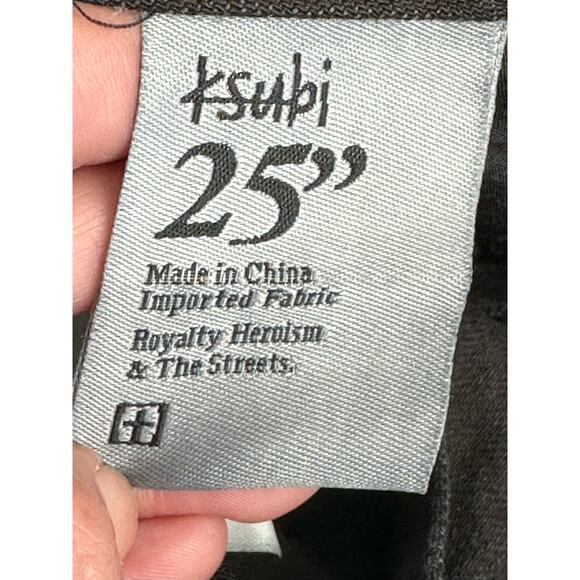 ksubi
25”
Made in China
Imported Fabric
Royalty Heroism
& The Streets.